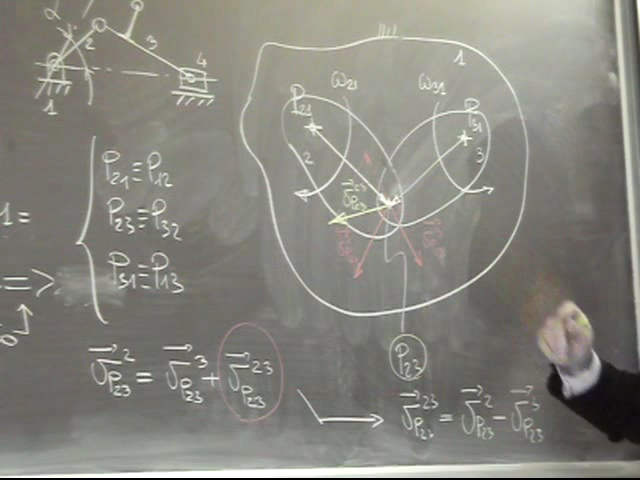 2 3 4
1
1
P21 ω21 ω31 P31
2 3
P21≡P12
P23≡P32
P31≡P13
1=
=>
P23
→v²P23 = →v³P23 + →v²³P23
→ →v²³P23 = →v²P23 - →v³P23